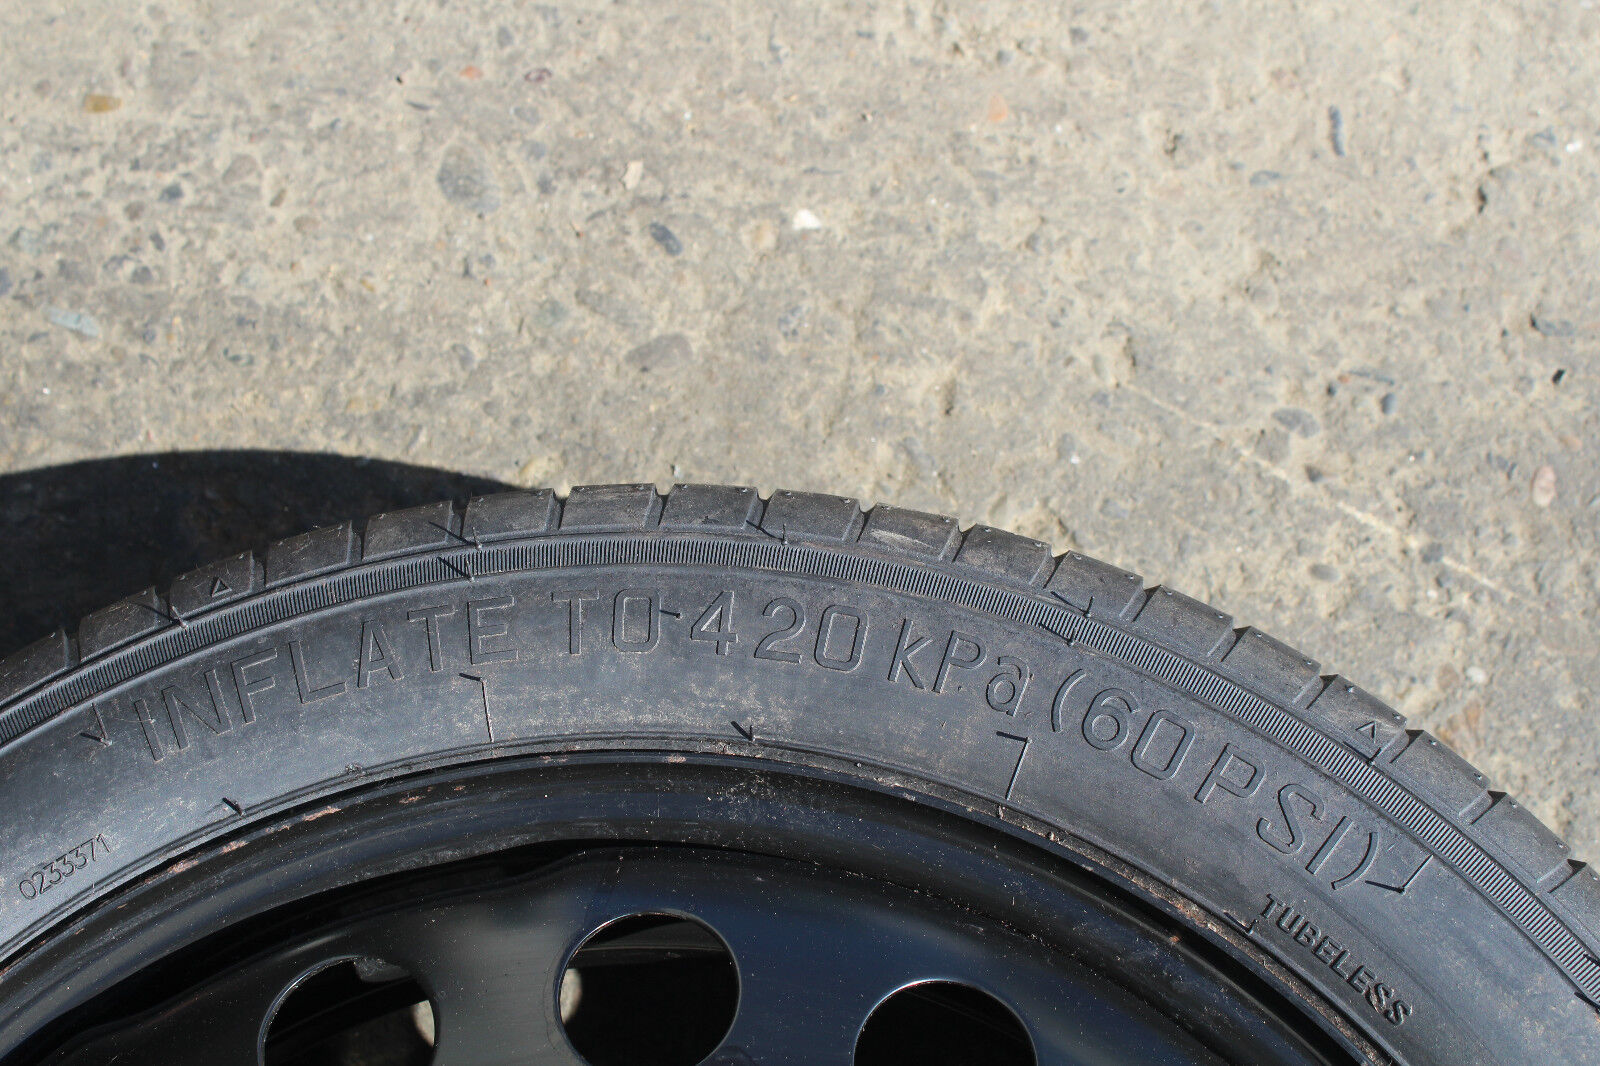 INFLATE TO 420 kPa (60 PSI)
TUBELESS
0233371